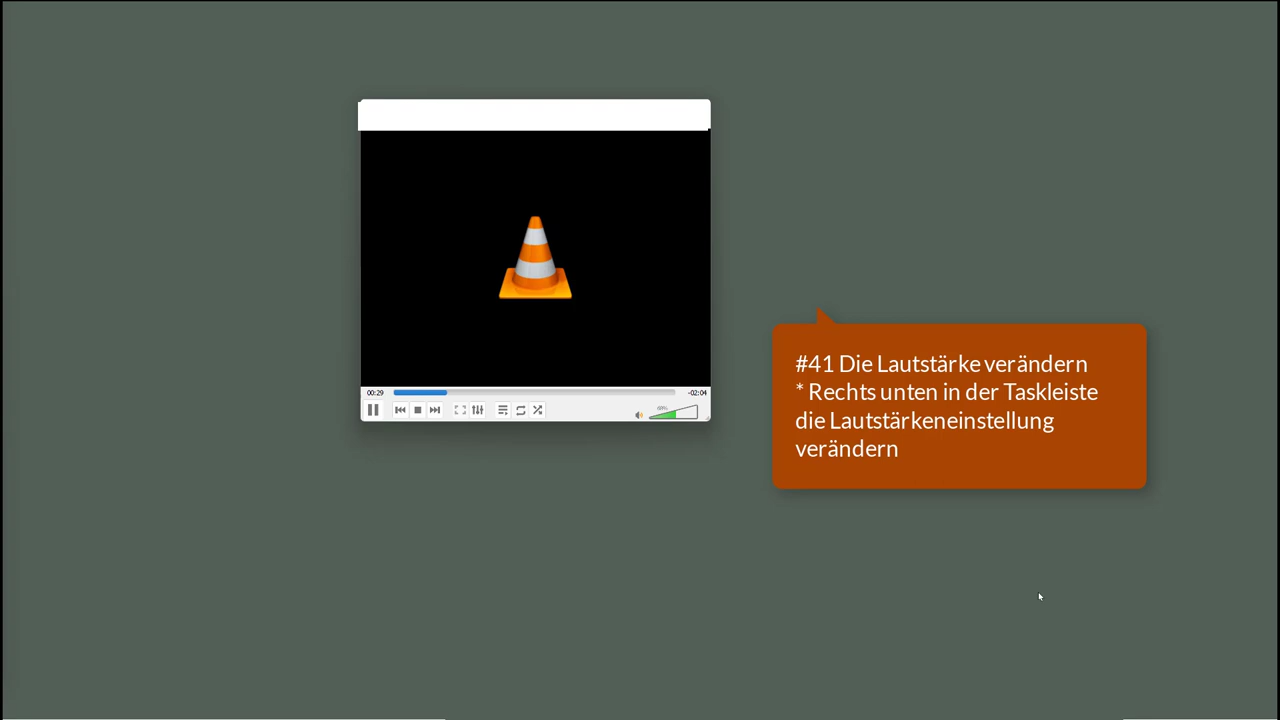 00:29
-02:04
#41 Die Lautstärke verändern
* Rechts unten in der Taskleiste
die Lautstärkeneinstellung
verändern